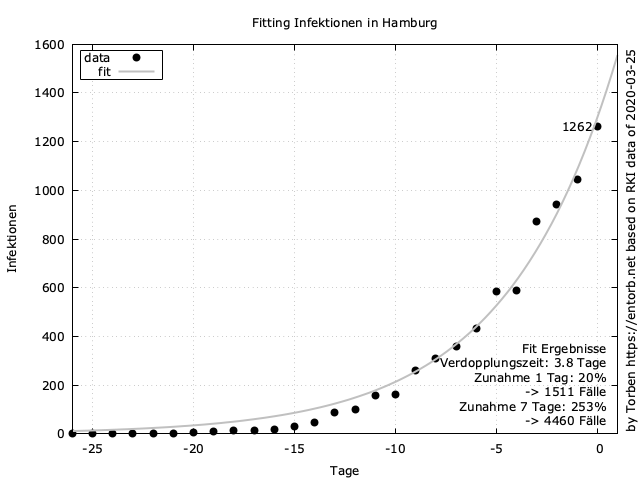 Fitting Infektionen in Hamburg
1600
1400
1200
1000
800
600
400
200
0
-25
-20
-15
-10
-5
0
Infektionen
Tage
data
fit
1262
Fit Ergebnisse
Verdopplungszeit: 3.8 Tage
Zunahme 1 Tag: 20%
-> 1511 Fälle
Zunahme 7 Tage: 253%
-> 4460 Fälle
by Torben https://entorb.net based on RKI data of 2020-03-25